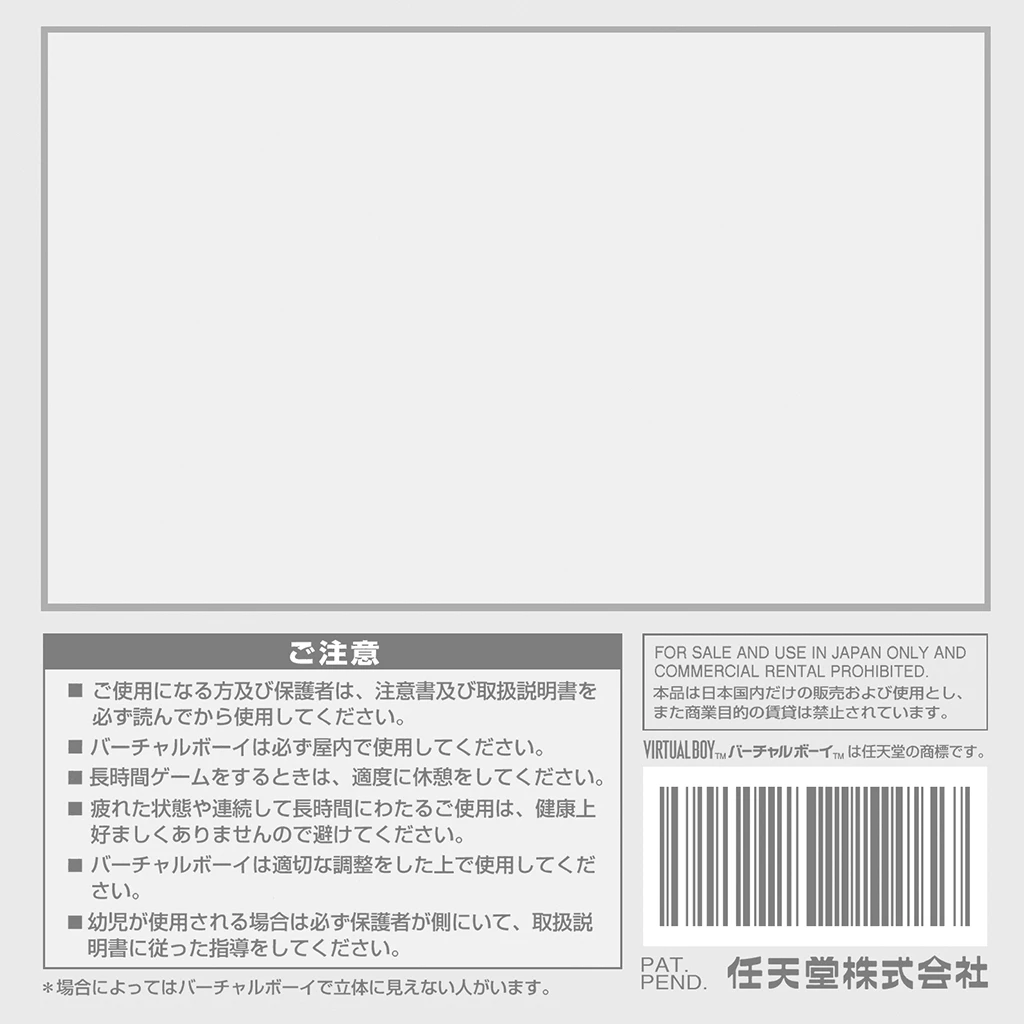 ご注意
■ ご使用になる方及び保護者は、注意書及び取扱説明書を
必ず読んでから使用してください。
■ バーチャルボーイは必ず屋内で使用してください。
■ 長時間ゲームをするときは、適度に休憩をしてください。
■ 疲れた状態や連続して長時間にわたるご使用は、健康上
好ましくありませんので避けてください。
■ バーチャルボーイは適切な調整をした上で使用してくだ
さい。
■ 幼児が使用される場合は必ず保護者が側にいて、取扱説
明書に従った指導をしてください。
＊場合によってはバーチャルボーイで立体に見えない人がいます。
FOR SALE AND USE IN JAPAN ONLY AND
COMMERCIAL RENTAL PROHIBITED.
本品は日本国内だけの販売および使用とし、
また商業目的の賃貸は禁止されています。
VIRTUAL BOY™ バーチャルボーイ™は任天堂の商標です。
PAT.
PEND.
任天堂株式会社